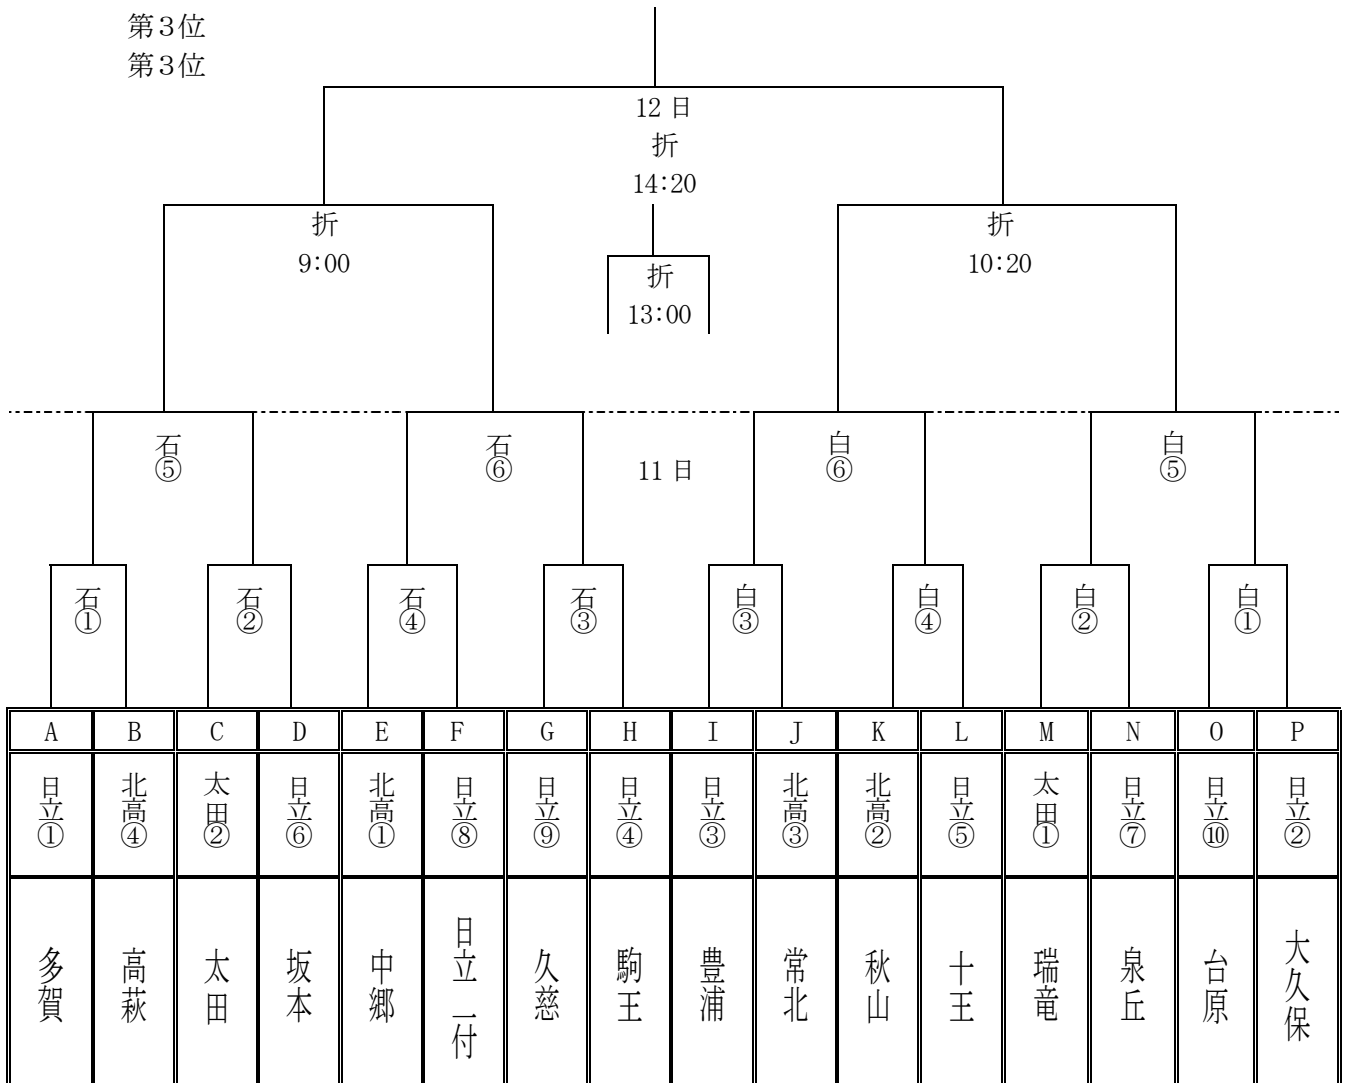 第３位
第３位
12 日
折
14:20
折
9:00
折
10:20
折
13:00
石⑤
石⑥
11 日
白⑥
白⑤
石①
石②
石④
石③
白③
白④
白②
白①
A B C D E F G H I J K L M N O P
日立①
北高④
太田②
日立⑥
北高①
日立⑧
日立⑨
日立④
日立③
北高③
北高②
日立⑤
太田①
日立⑦
日立⑩
日立②
多賀
高萩
太田
坂本
中郷
日立二付
久慈
駒王
豊浦
常北
秋山
十王
瑞竜
泉丘
台原
大久保